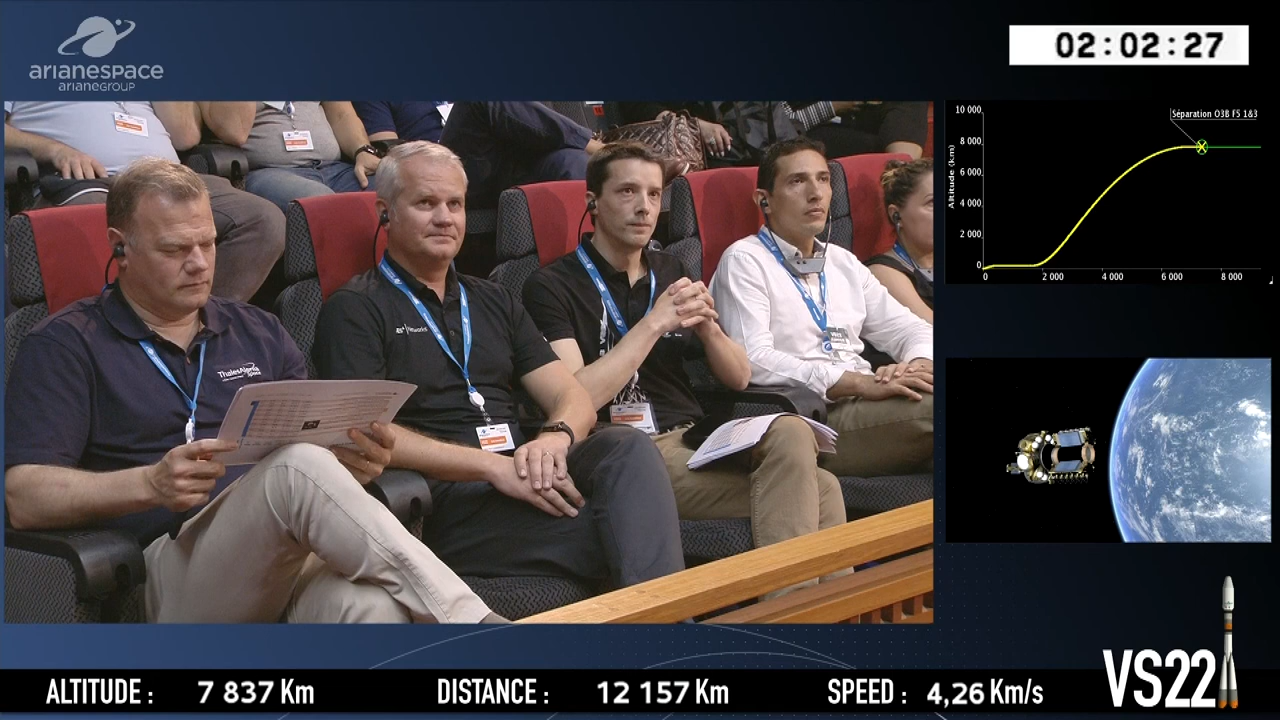 arianespace
arianeGROUP
02:02:27
10 000
8 000
6 000
4 000
2 000
0
Altitude (km)
Séparation O3B F5 1&3
0
2 000
4 000
6 000
8 000
ThalesAlenia
Space
networks
VS22
ALTITUDE : 7 837 Km
DISTANCE : 12 157 Km
SPEED : 4,26 Km/s